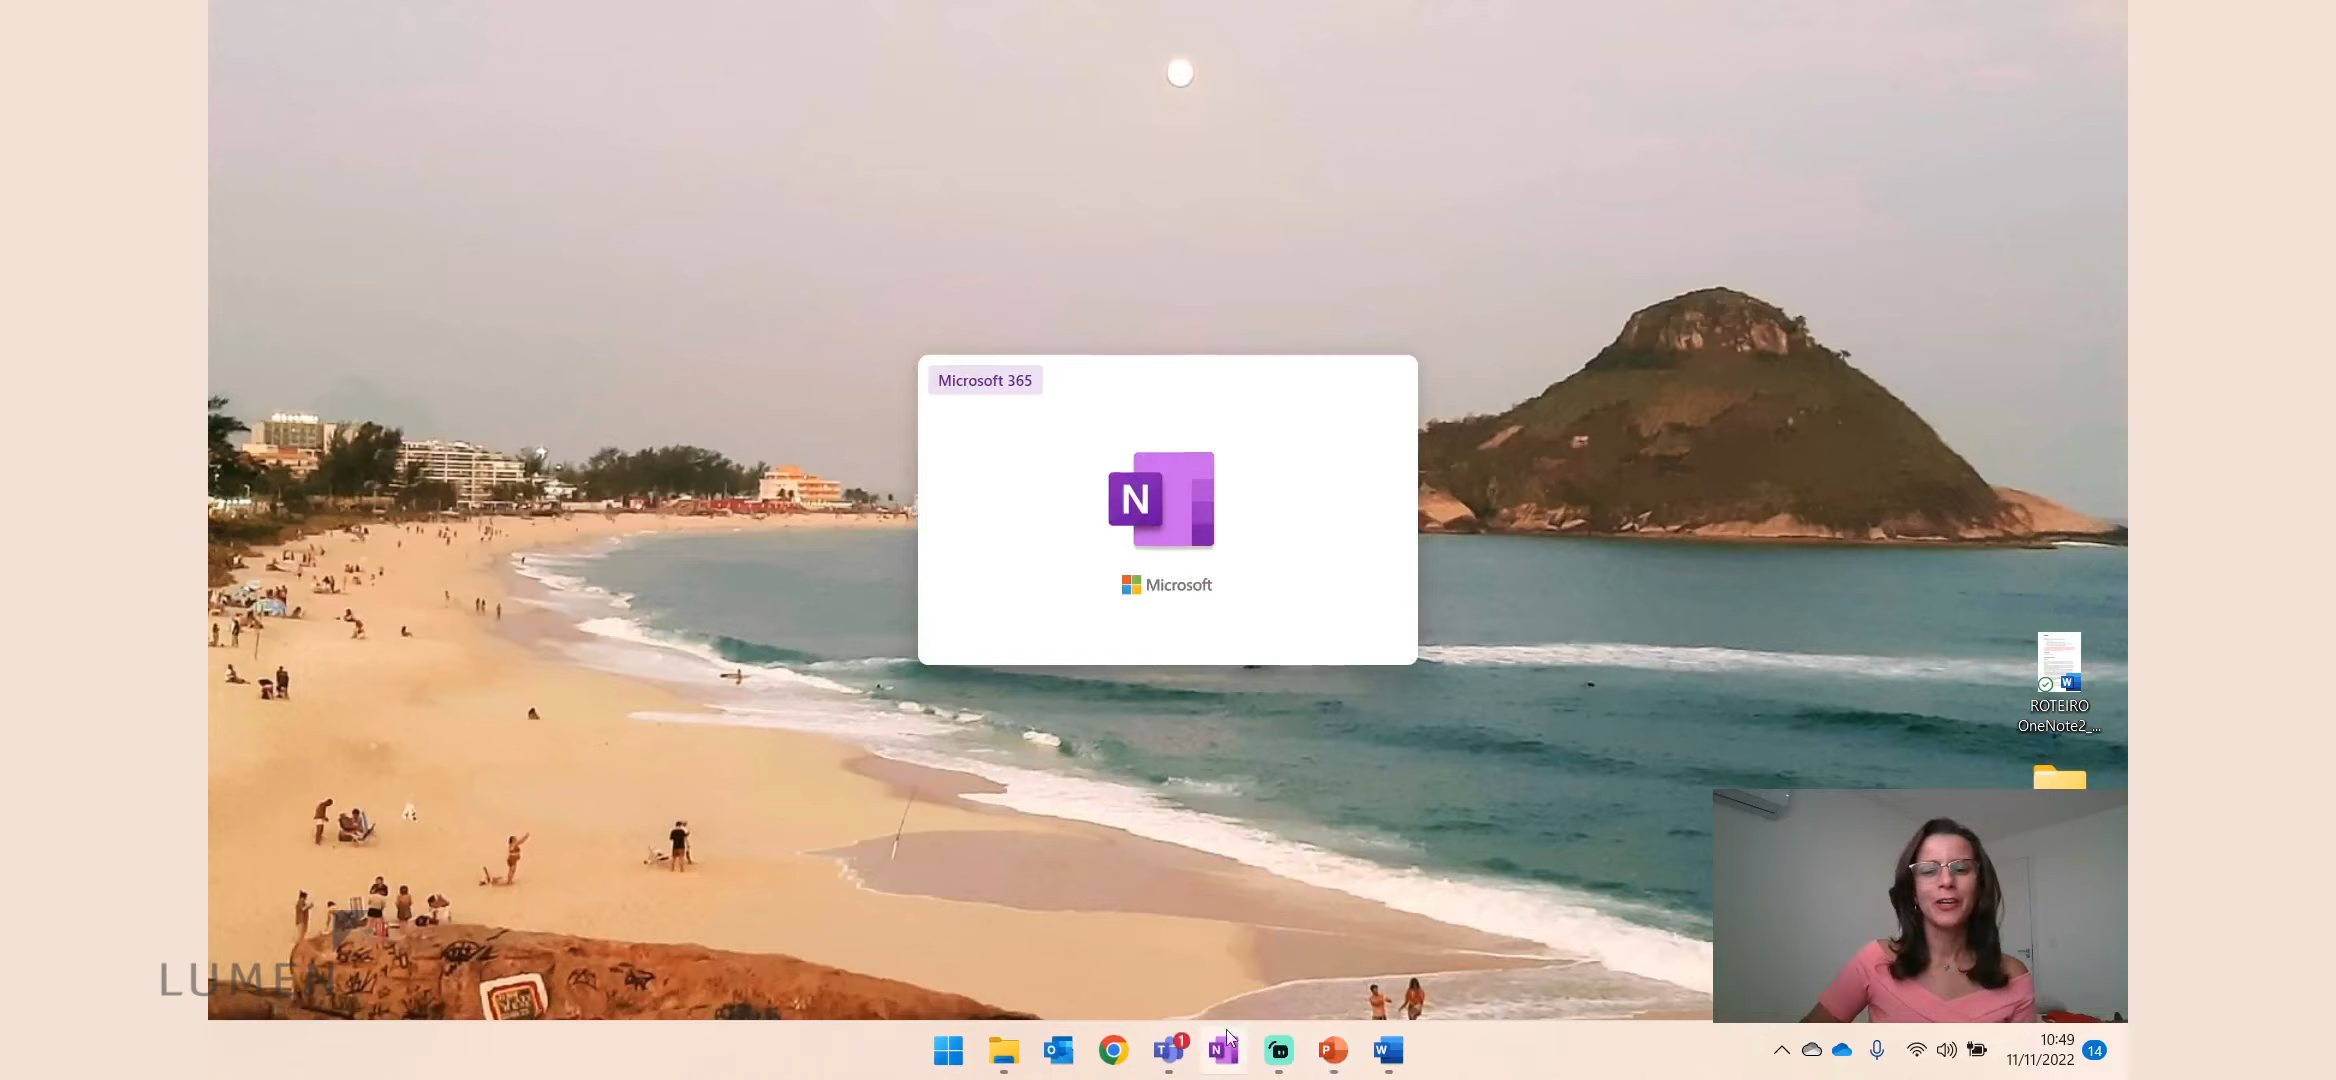 Microsoft 365
N
Microsoft
W
ROTEIRO
OneNote2_...
LUMEN
O
T
1
N
P
W
10:49
11/11/2022
14